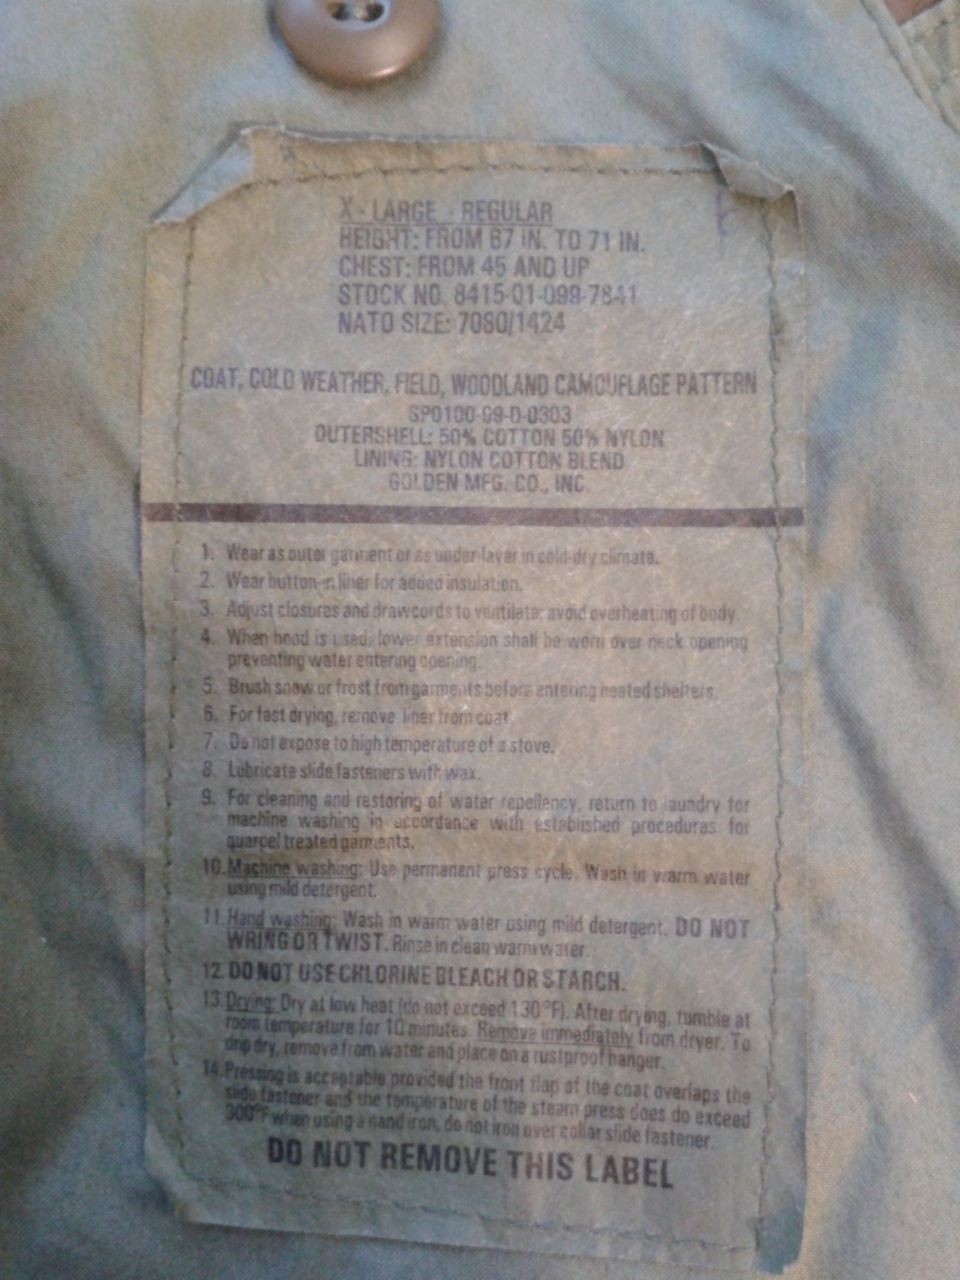 X - LARGE - REGULAR
HEIGHT: FROM 67 IN. TO 71 IN.
CHEST: FROM 45 AND UP
STOCK NO. 8415-01-099-7841
NATO SIZE: 7080/1424
COAT, COLD WEATHER, FIELD, WOODLAND CAMOUFLAGE PATTERN
SP0100-99-D-0303
OUTERSHELL: 50% COTTON 50% NYLON
LINING: NYLON COTTON BLEND
GOLDEN MFG. CO., INC.
1. Wear as outer garment or as under-layer in cold-dry climate.
2. Wear button-in liner for added insulation.
3. Adjust closures and drawcords to ventilate; avoid overheating of body.
4. When hood is used, lower extension shall be worn over neck opening
preventing water entering opening.
5. Brush snow or frost from garments before entering heated shelters.
6. For fast drying, remove liner from coat.
7. Do not expose to high temperature of a stove.
8. Lubricate slide fasteners with wax.
9. For cleaning and restoring of water repellency, return to laundry for
machine washing in accordance with established procedures for
quarpel treated garments.
10. Machine washing: Use permanent press cycle. Wash in warm water
using mild detergent.
11. Hand washing: Wash in warm water using mild detergent. DO NOT
WRING OR TWIST. Rinse in clean warm water.
12. DO NOT USE CHLORINE BLEACH OR STARCH.
13. Drying: Dry at low heat (do not exceed 130°F). After drying, tumble at
room temperature for 10 minutes. Remove immediately from dryer. To
drip dry, remove from water and place on a rustproof hanger.
14. Pressing is acceptable provided the front flap of the coat overlaps the
slide fastener and the temperature of the steam press does do exceed
300°F when using a hand iron, do not iron over collar slide fastener.
DO NOT REMOVE THIS LABEL